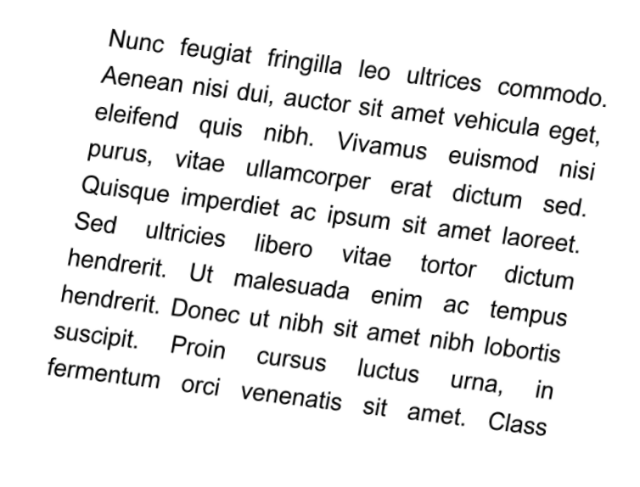 Nunc feugiat fringilla leo ultrices commodo.
Aenean nisi dui, auctor sit amet vehicula eget,
eleifend quis nibh. Vivamus euismod nisi
purus, vitae ullamcorper erat dictum sed.
Quisque imperdiet ac ipsum sit amet laoreet.
Sed ultricies libero vitae tortor dictum
hendrerit. Ut malesuada enim ac tempus
hendrerit. Donec ut nibh sit amet nibh lobortis
suscipit. Proin cursus luctus urna, in
fermentum orci venenatis sit amet. Class